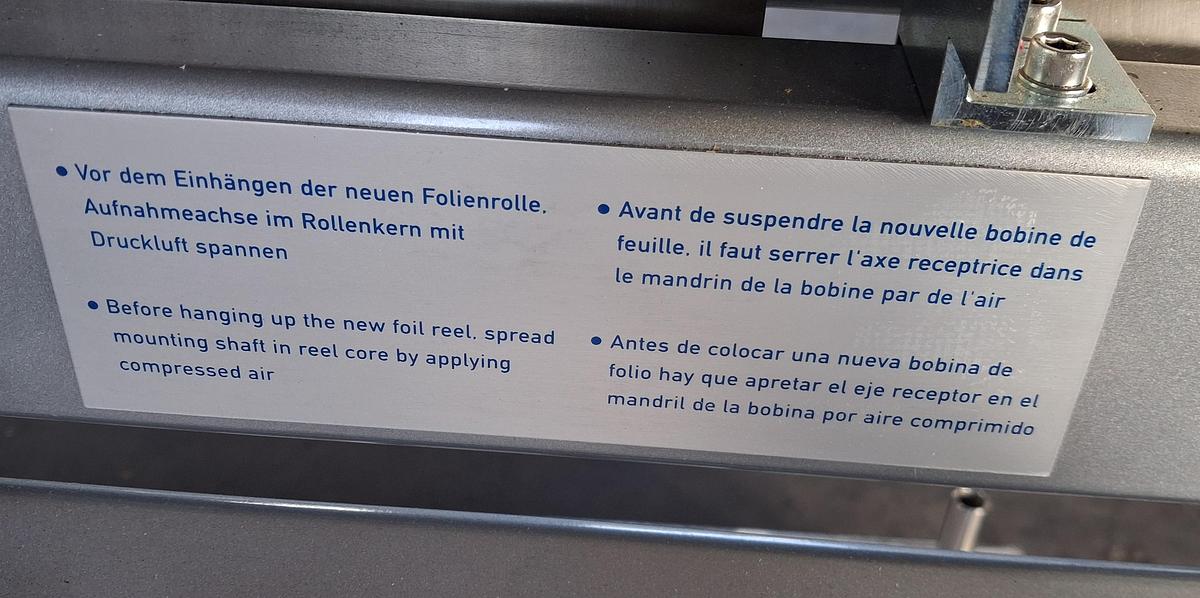 • Vor dem Einhängen der neuen Folienrolle,
Aufnahmeachse im Rollenkern mit
Druckluft spannen
• Before hanging up the new foil reel, spread
mounting shaft in reel core by applying
compressed air
• Avant de suspendre la nouvelle bobine de
feuille, il faut serrer l'axe receptrice dans
le mandrin de la bobine par de l'air
• Antes de colocar una nueva bobina de
folio hay que apretar el eje receptor en el
mandril de la bobina por aire comprimido